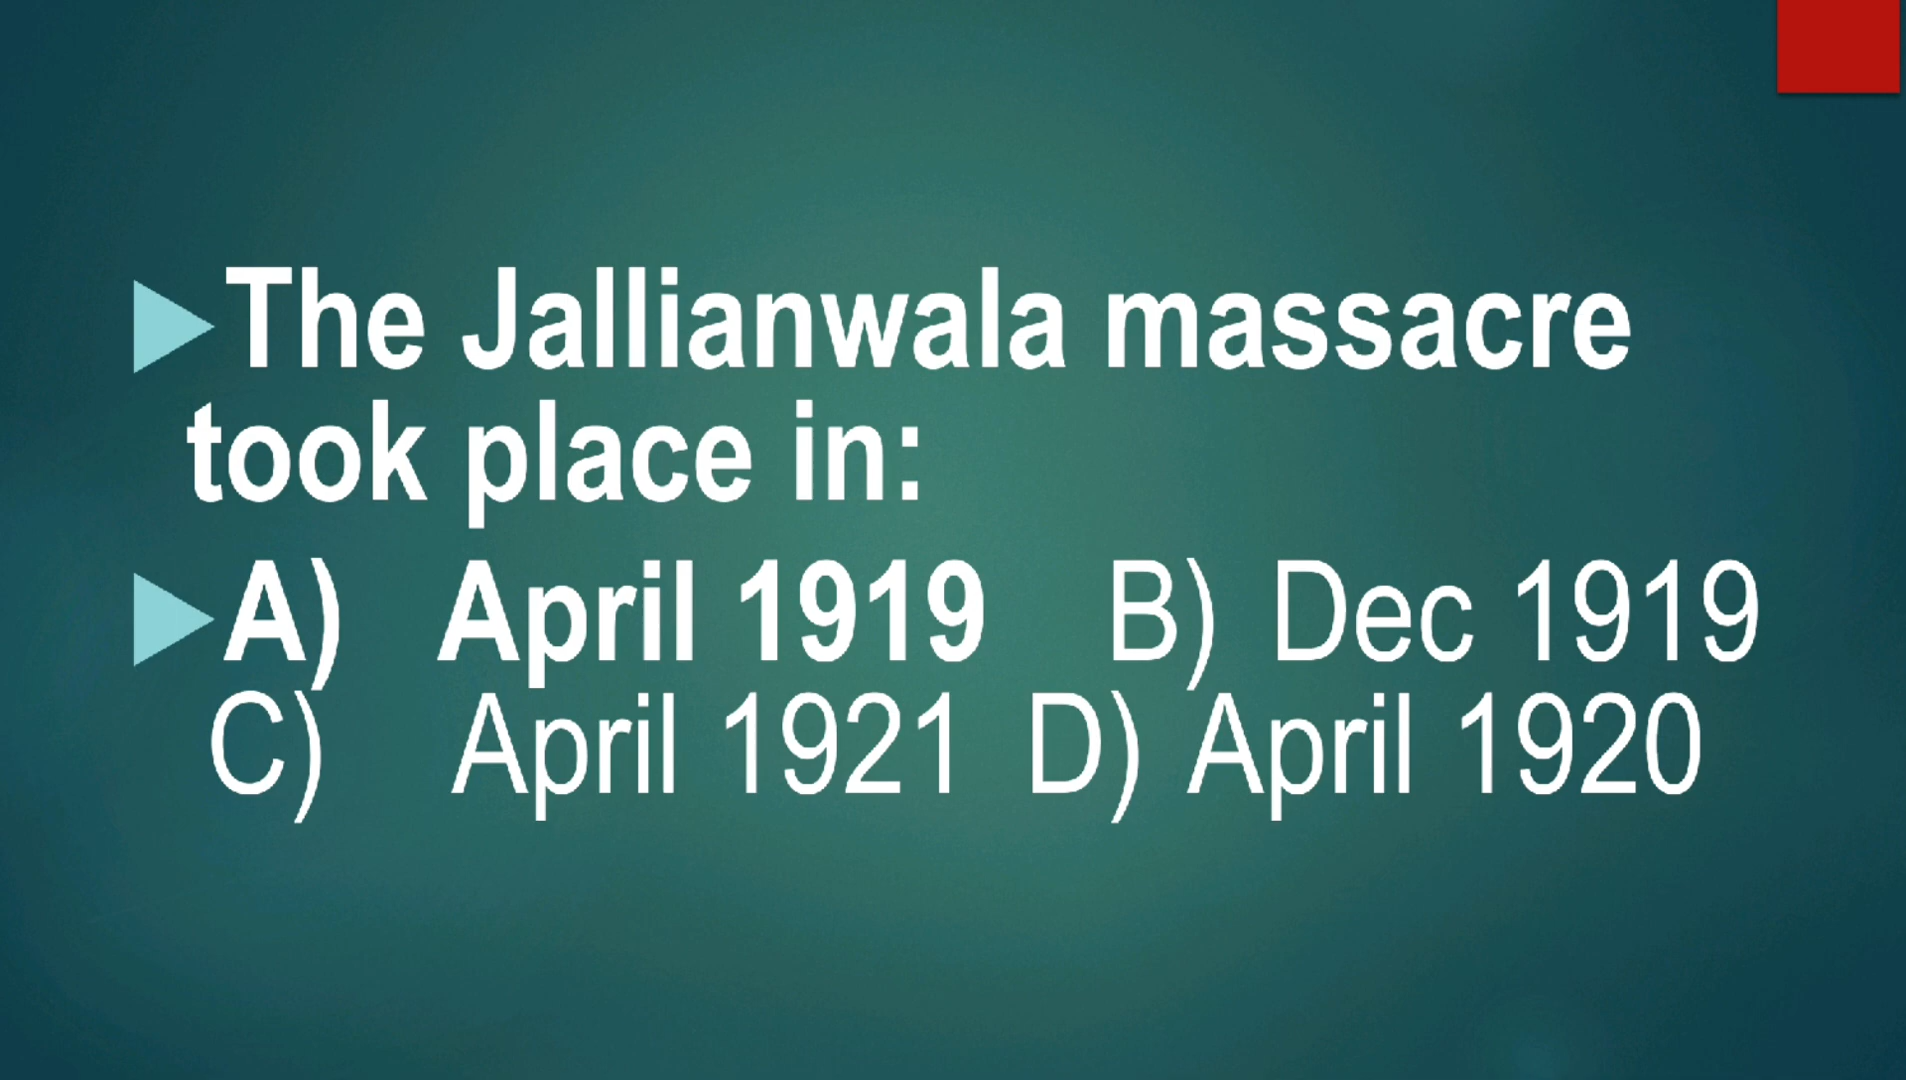 The Jallianwala massacre
took place in:
A) April 1919 B) Dec 1919
C) April 1921 D) April 1920